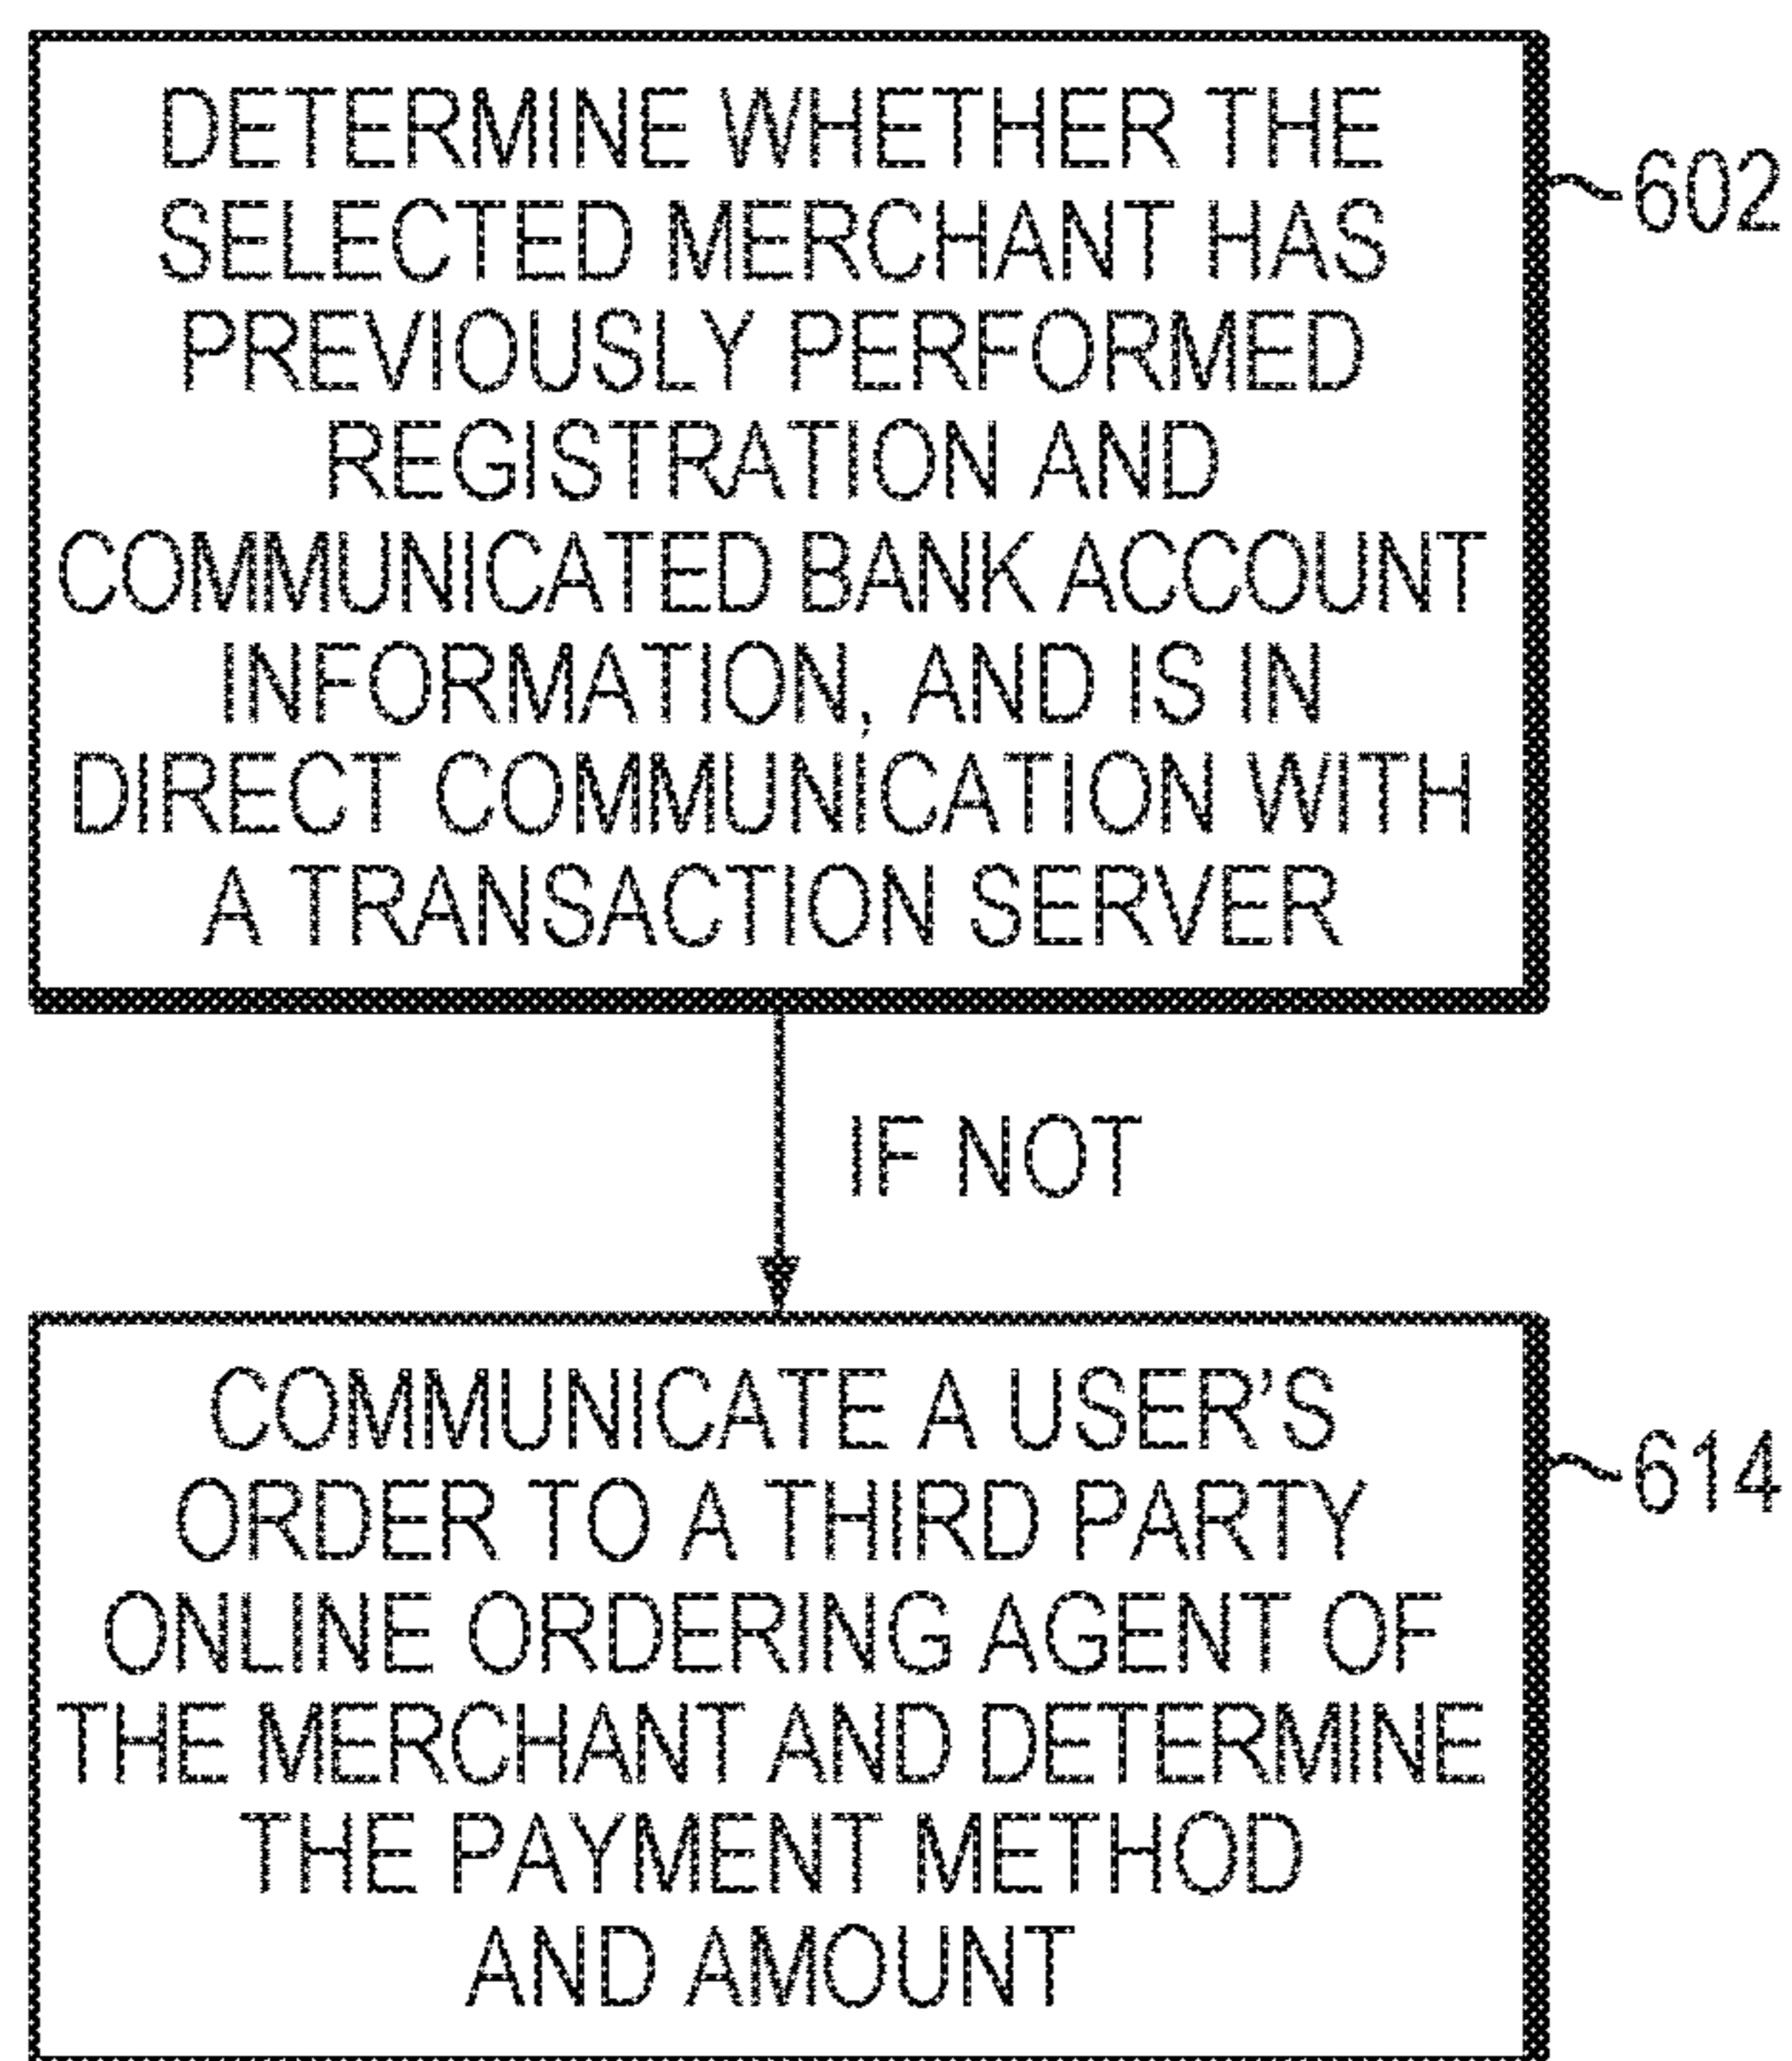 DETERMINE WHETHER THE
SELECTED MERCHANT HAS
PREVIOUSLY PERFORMED
REGISTRATION AND
COMMUNICATED BANK ACCOUNT
INFORMATION, AND IS IN
DIRECT COMMUNICATION WITH
A TRANSACTION SERVER
602
IF NOT
COMMUNICATE A USER’S
ORDER TO A THIRD PARTY
ONLINE ORDERING AGENT OF
THE MERCHANT AND DETERMINE
THE PAYMENT METHOD
AND AMOUNT
614